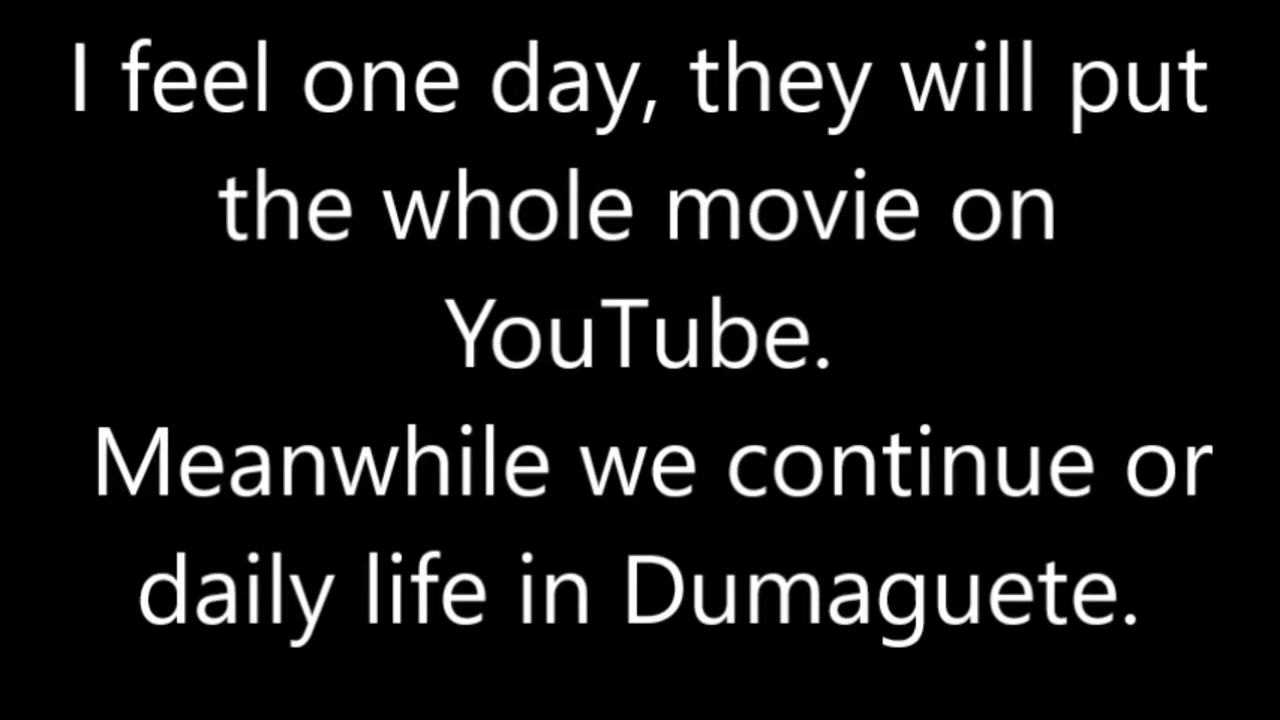 I feel one day, they will put
the whole movie on
YouTube.
Meanwhile we continue or
daily life in Dumaguete.